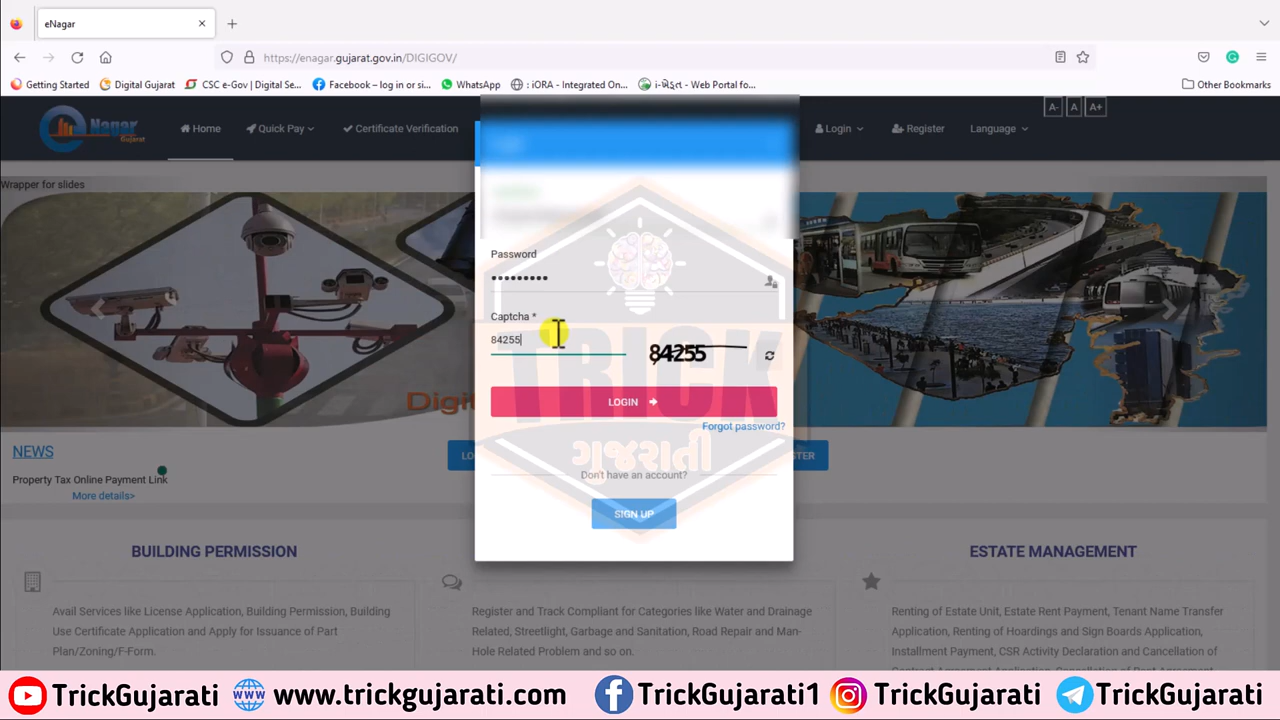 eNagar
https://enagar.gujarat.gov.in/DIGIGOV/
Getting Started
Digital Gujarat
CSC e-Gov | Digital Se...
Facebook – log in or si...
WhatsApp
: iORA - Integrated On...
i-ખેડૂત - Web Portal fo...
Other Bookmarks
A- A A+
Nagar
Gujarat
Home
Quick Pay
Certificate Verification
Login
Register
Language
Wrapper for slides
Password
Captcha *
84255
84255
LOGIN
Forgot password?
Don't have an account?
SIGN UP
TRICK
ગુજરાતી
NEWS
Property Tax Online Payment Link
More details>
BUILDING PERMISSION
ESTATE MANAGEMENT
Avail Services like License Application, Building Permission, Building
Use Certificate Application and Apply for Issuance of Part
Plan/Zoning/F-Form.
Register and Track Compliant for Categories like Water and Drainage
Related, Streetlight, Garbage and Sanitation, Road Repair and Man-
Hole Related Problem and so on.
Renting of Estate Unit, Estate Rent Payment, Tenant Name Transfer
Application, Renting of Hoardings and Sign Boards Application,
Installment Payment, CSR Activity Declaration and Cancellation of
TrickGujarati
www.trickgujarati.com
TrickGujarati1
TrickGujarati
TrickGujarati